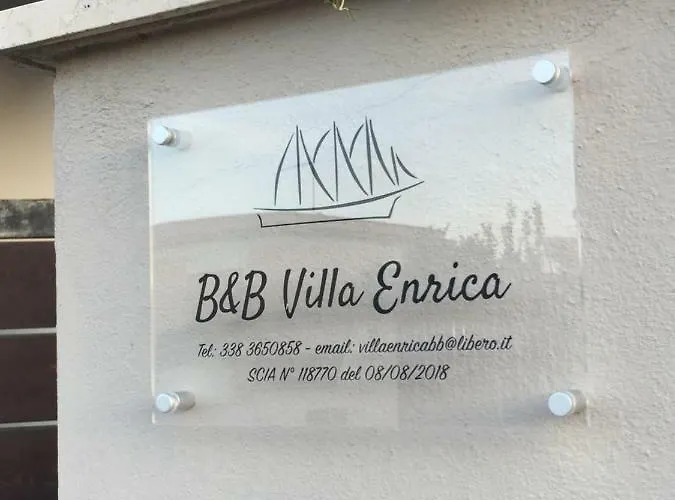 B&B Villa Enrica
Tel: 338 3650858 - email: villaenricabb@libero.it
SCIA N° 118770 del 08/08/2018